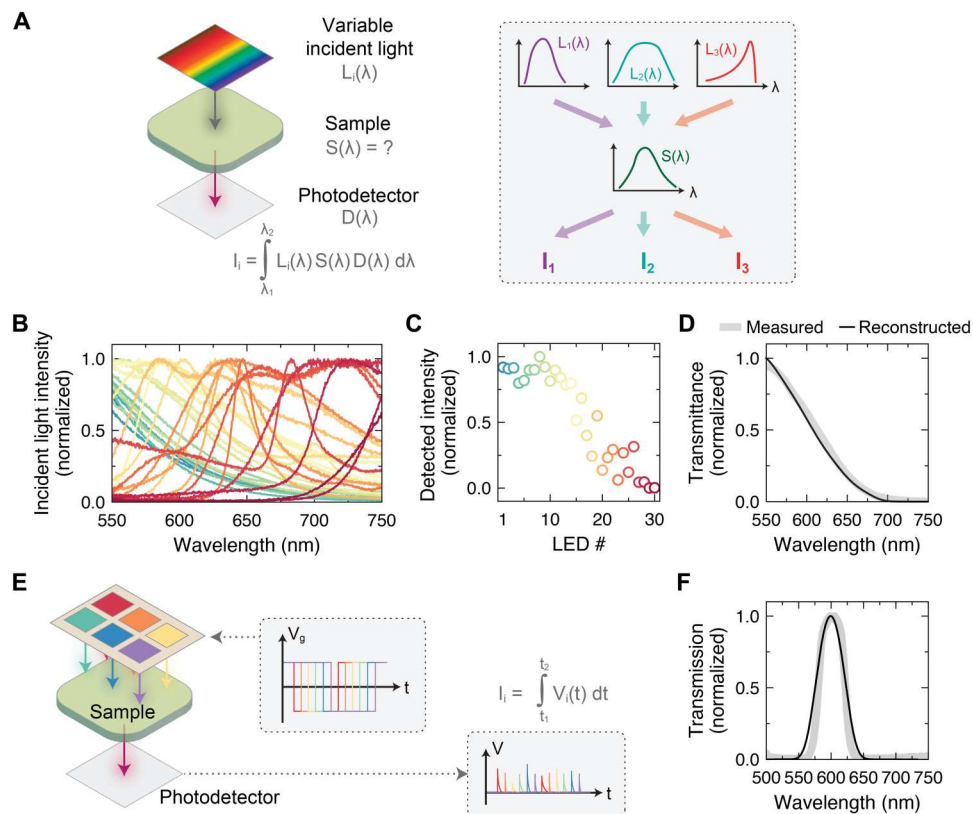 A
Variable
incident light
Lᵢ(λ)
Sample
S(λ) = ?
Photodetector
D(λ)
Iᵢ = ∫ Lᵢ(λ) S(λ) D(λ) dλ
λ₂
λ₁
L₁(λ)
L₂(λ)
L₃(λ)
λ
S(λ)
λ
I₁
I₂
I₃
B
Incident light intensity
(normalized)
1.0
0.5
0.0
550 600 650 700 750
Wavelength (nm)
C
Detected intensity
(normalized)
1.0
0.5
0.0
1 10 20 30
LED #
D
Measured
Reconstructed
Transmittance
1.0
0.5
0.0
550 600 650 700 750
Wavelength (nm)
E
Sample
Photodetector
V_g
t
Iᵢ = ∫ Vᵢ(t) dt
t₂
t₁
V
t
F
Transmission
(normalized)
1.0
0.5
0.0
500 550 600 650 700 750
Wavelength (nm)